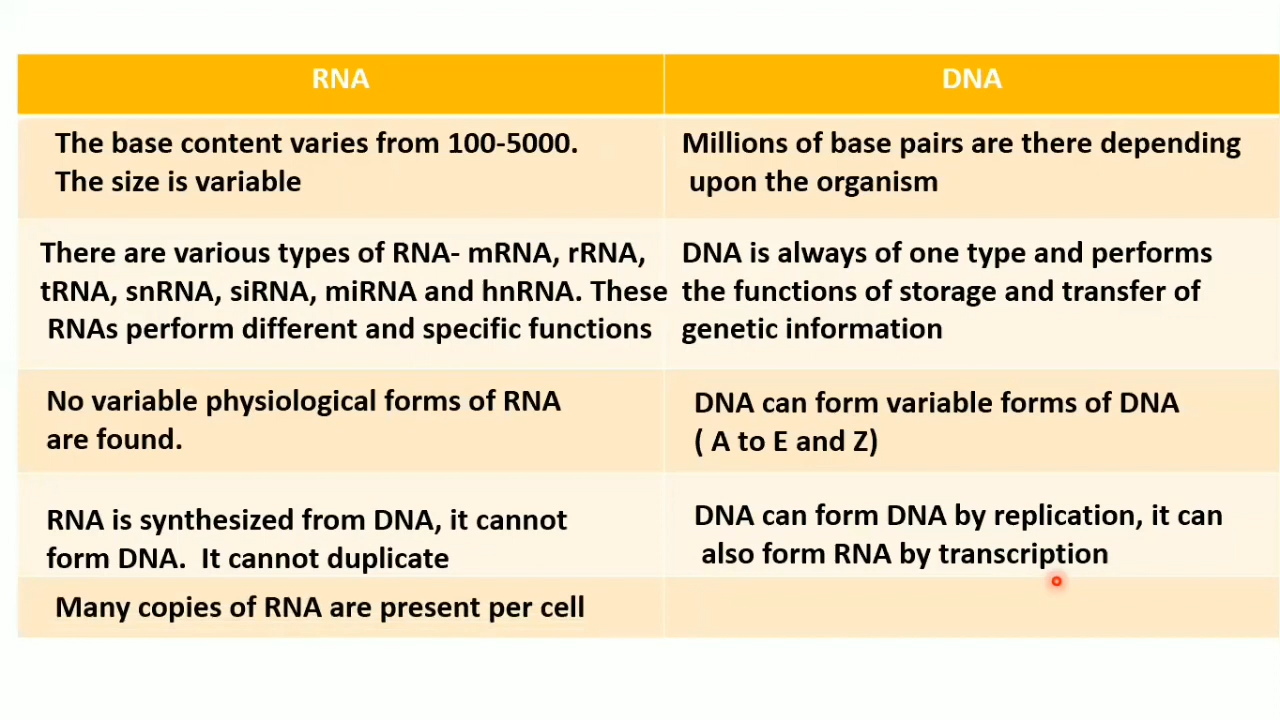 RNA
DNA
The base content varies from 100-5000.
The size is variable
Millions of base pairs are there depending
upon the organism
There are various types of RNA- mRNA, rRNA,
tRNA, snRNA, siRNA, miRNA and hnRNA. These
RNAs perform different and specific functions
DNA is always of one type and performs
the functions of storage and transfer of
genetic information
No variable physiological forms of RNA
are found.
DNA can form variable forms of DNA
( A to E and Z)
RNA is synthesized from DNA, it cannot
form DNA.  It cannot duplicate
DNA can form DNA by replication, it can
also form RNA by transcription
Many copies of RNA are present per cell